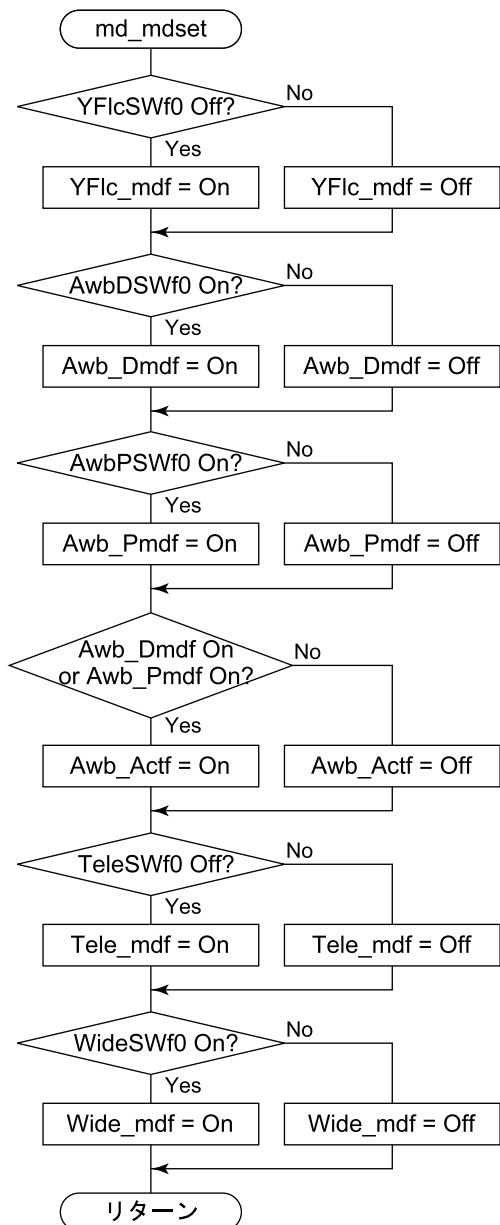 md_mdset
YFlcSWf0 Off?
No
Yes
YFlc_mdf = On
YFlc_mdf = Off
AwbDSWf0 On?
No
Yes
Awb_Dmdf = On
Awb_Dmdf = Off
AwbPSWf0 On?
No
Yes
Awb_Pmdf = On
Awb_Pmdf = Off
Awb_Dmdf On
or Awb_Pmdf On?
No
Yes
Awb_Actf = On
Awb_Actf = Off
TeleSWf0 Off?
No
Yes
Tele_mdf = On
Tele_mdf = Off
WideSWf0 On?
No
Yes
Wide_mdf = On
Wide_mdf = Off
リターン